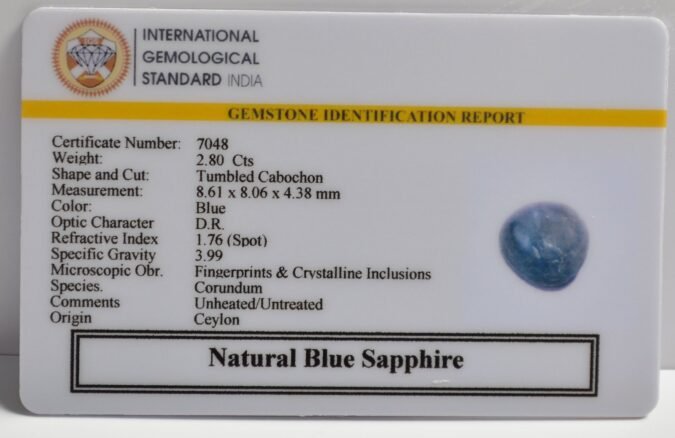 INTERNATIONAL
GEMOLOGICAL
STANDARD INDIA
GEMSTONE IDENTIFICATION REPORT
Certificate Number: 7048
Weight: 2.80 Cts
Shape and Cut: Tumbled Cabochon
Measurement: 8.61 x 8.06 x 4.38 mm
Color: Blue
Optic Character D.R.
Refractive Index 1.76 (Spot)
Specific Gravity 3.99
Microscopic Obr. Fingerprints & Crystalline Inclusions
Species. Corundum
Comments Unheated/Untreated
Origin Ceylon
Natural Blue Sapphire